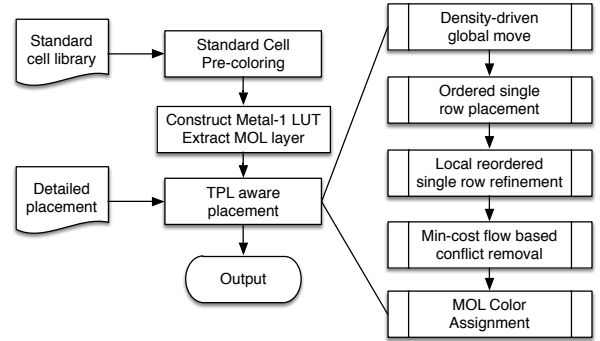 Standard
cell library
Standard Cell
Pre-coloring
Construct Metal-1 LUT
Extract MOL layer
Detailed
placement
TPL aware
placement
Output
Density-driven
global move
Ordered single
row placement
Local reordered
single row refinement
Min-cost flow based
conflict removal
MOL Color
Assignment